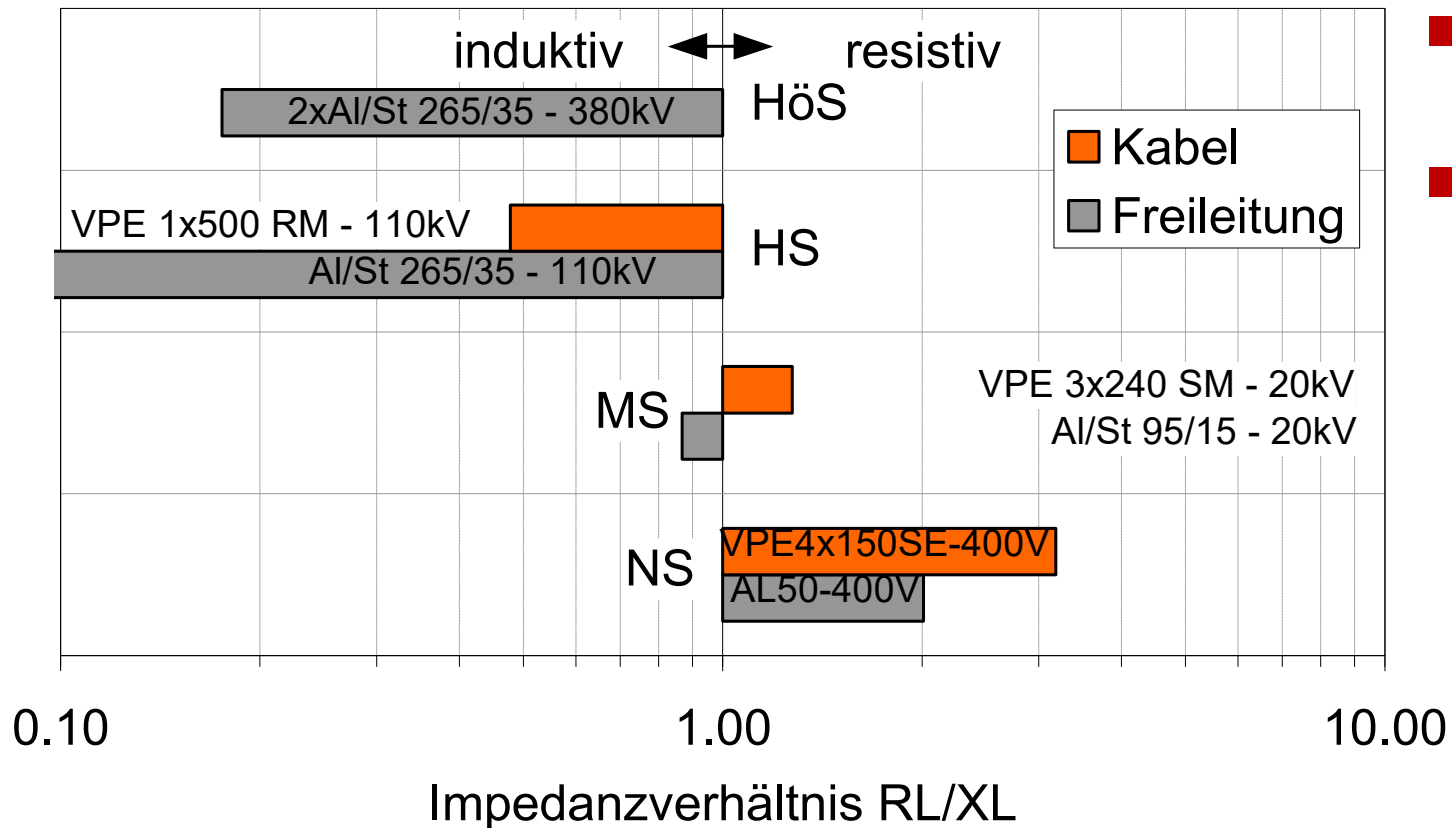 induktiv resistiv
2xAl/St 265/35 - 380kV HöS
Kabel
Freileitung
VPE 1x500 RM - 110kV
HS
Al/St 265/35 - 110kV
VPE 3x240 SM - 20kV
MS
Al/St 95/15 - 20kV
VPE4x150SE-400V
NS
AL50-400V
0.10 1.00 10.00
Impedanzverhältnis RL/XL